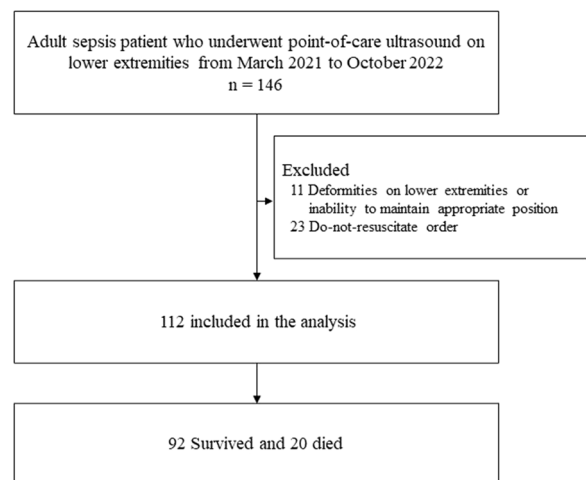 Adult sepsis patient who underwent point-of-care ultrasound on
lower extremities from March 2021 to October 2022
n = 146
Excluded
11 Deformities on lower extremities or
inability to maintain appropriate position
23 Do-not-resuscitate order
112 included in the analysis
92 Survived and 20 died